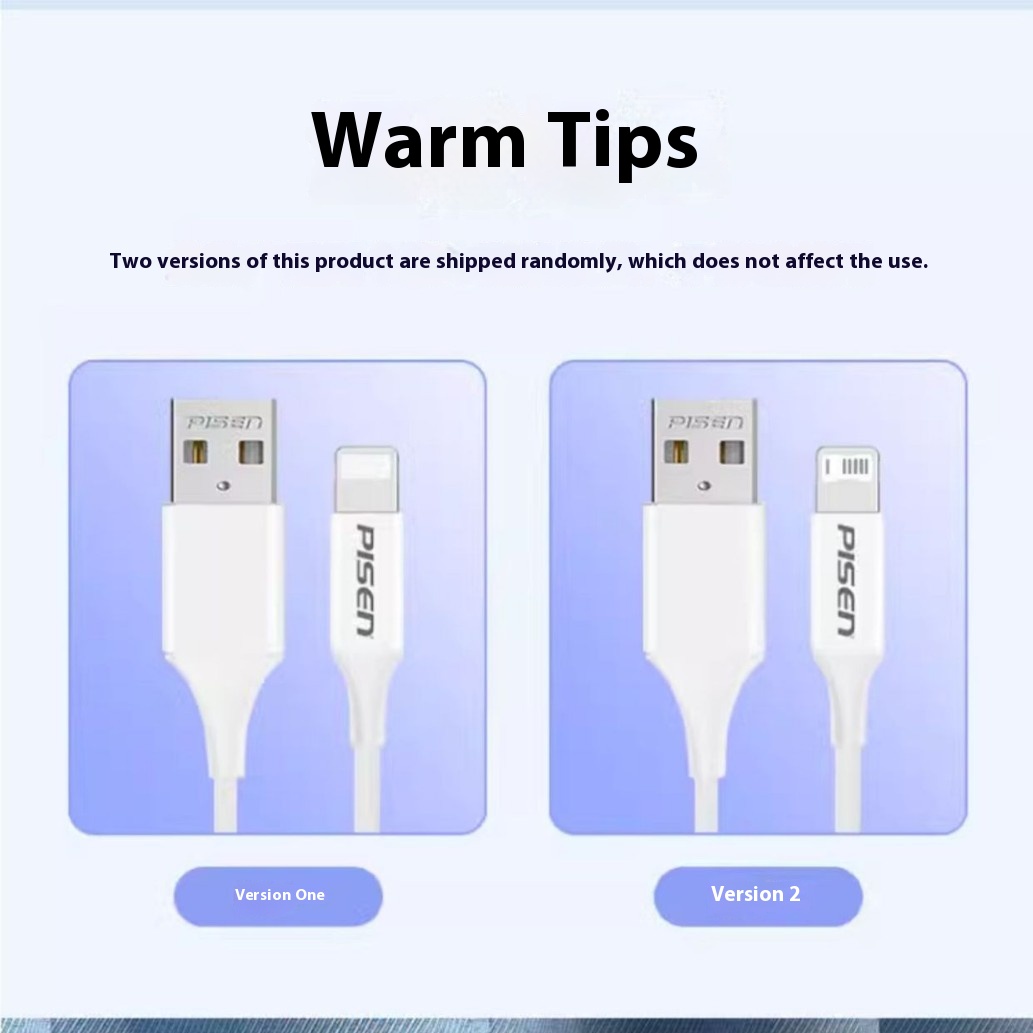 Warm Tips
Two versions of this product are shipped randomly, which does not affect the use.
PISEN
PISEN
PISEN
PISEN
Version One
Version 2